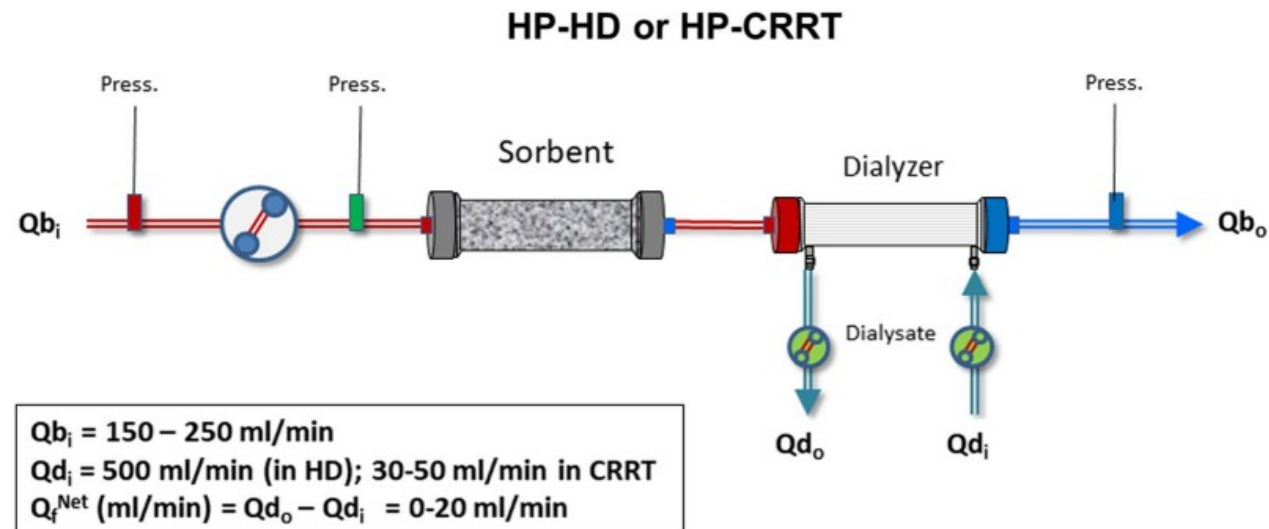 HP-HD or HP-CRRT
Press.
Press.
Press.
Sorbent
Dialyzer
Qbᵢ
Qbₒ
Dialysate
Qdₒ
Qdᵢ
Qbᵢ = 150 – 250 ml/min
Qdᵢ = 500 ml/min (in HD); 30-50 ml/min in CRRT
Q_f^Net (ml/min) = Qdₒ – Qdᵢ = 0-20 ml/min